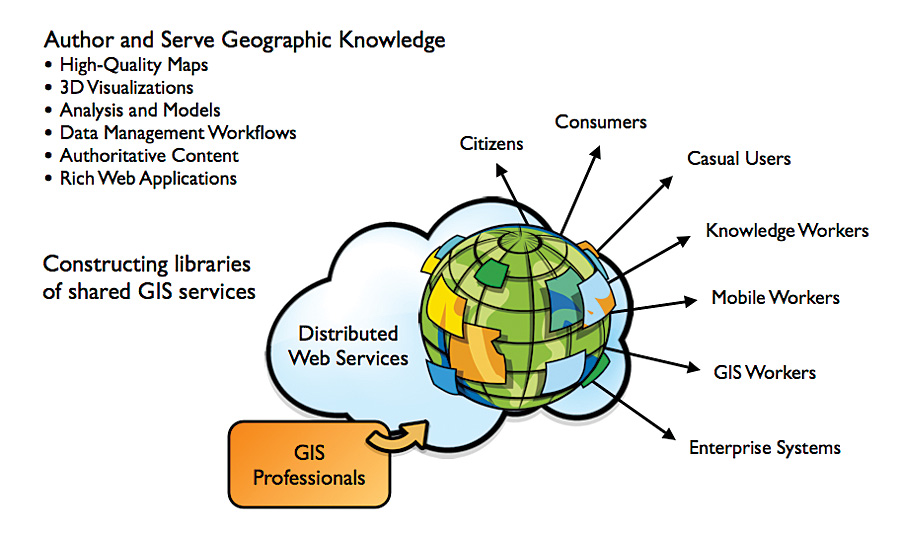 Author and Serve Geographic Knowledge
• High-Quality Maps
• 3D Visualizations
• Analysis and Models
• Data Management Workflows
• Authoritative Content
• Rich Web Applications
Constructing libraries
of shared GIS services
Distributed
Web Services
GIS
Professionals
Citizens
Consumers
Casual Users
Knowledge Workers
Mobile Workers
GIS Workers
Enterprise Systems